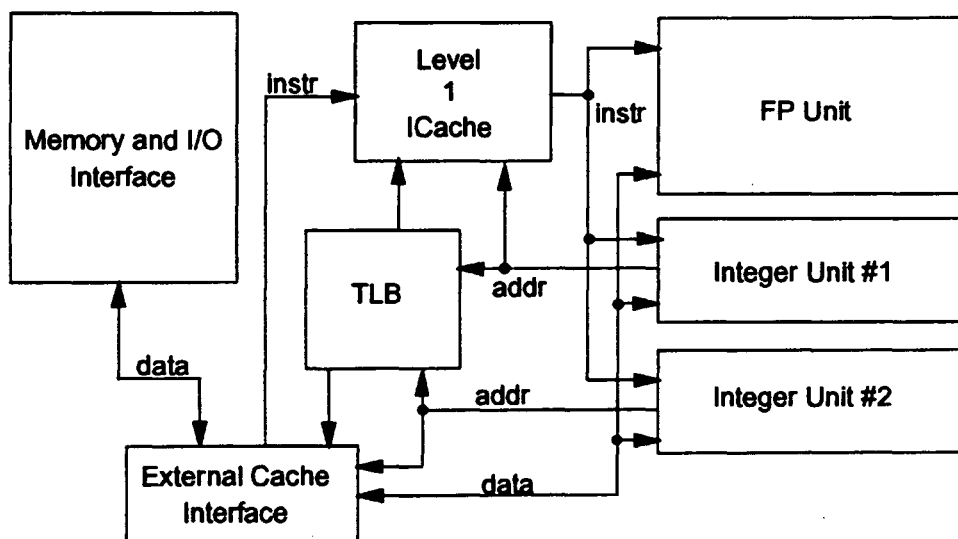 Level
1
ICache
instr
instr
FP Unit
Memory and I/O
Interface
TLB
addr
Integer Unit #1
data
addr
Integer Unit #2
External Cache
Interface
data